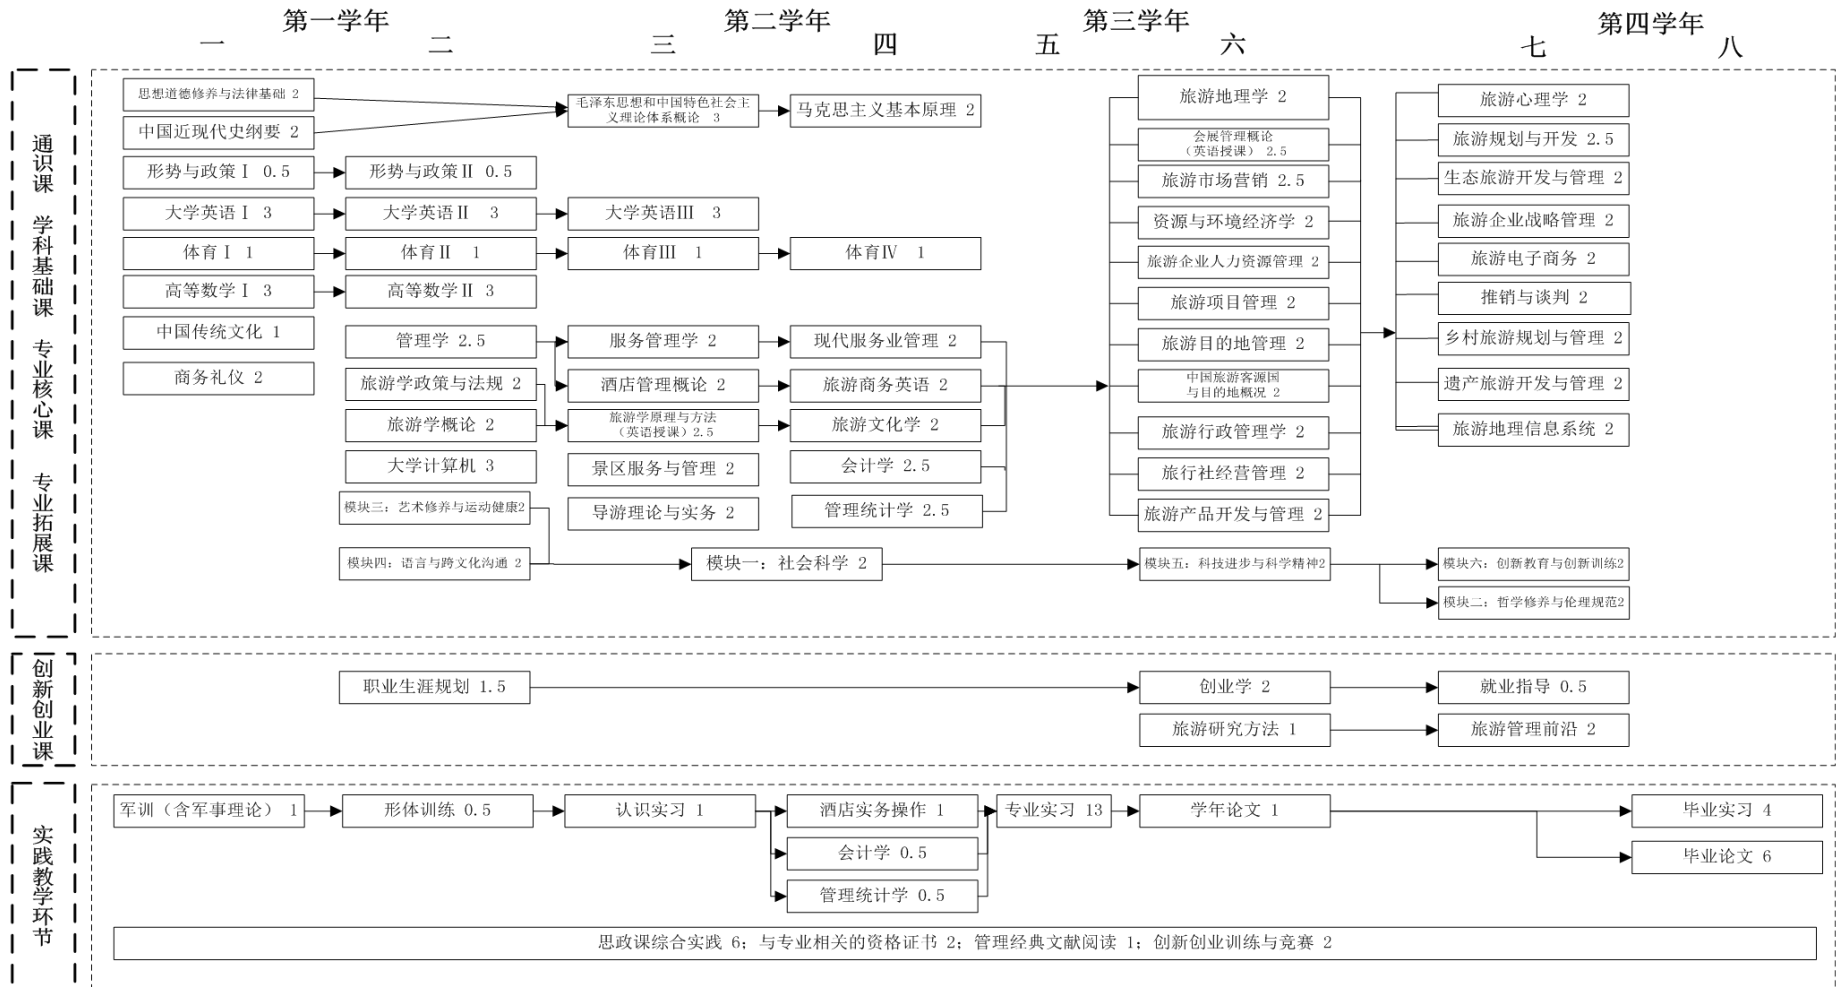 第一学年
第二学年
第三学年
第四学年
一
二
三
四
五
六
七
八
通识课 学科基础课 专业核心课 专业拓展课
思想道德修养与法律基础 2
中国近现代史纲要 2
毛泽东思想和中国特色社会主
义理论体系概论 3
马克思主义基本原理 2
形势与政策Ⅰ 0.5
形势与政策Ⅱ 0.5
大学英语Ⅰ 3
大学英语Ⅱ 3
大学英语Ⅲ 3
体育Ⅰ 1
体育Ⅱ 1
体育Ⅲ 1
体育Ⅳ 1
高等数学Ⅰ 3
高等数学Ⅱ 3
中国传统文化 1
商务礼仪 2
管理学 2.5
旅游学政策与法规 2
旅游学概论 2
大学计算机 3
模块三：艺术修养与运动健康2
模块四：语言与跨文化沟通 2
服务管理学 2
酒店管理概论 2
旅游学原理与方法
（英语授课）2.5
景区服务与管理 2
导游理论与实务 2
现代服务业管理 2
旅游商务英语 2
旅游文化学 2
会计学 2.5
管理统计学 2.5
模块一：社会科学 2
旅游地理学 2
会展管理概论
（英语授课） 2.5
旅游市场营销 2.5
资源与环境经济学 2
旅游企业人力资源管理 2
旅游项目管理 2
旅游目的地管理 2
中国旅游客源国
与目的地概况 2
旅游行政管理学 2
旅行社经营管理 2
旅游产品开发与管理 2
模块五：科技进步与科学精神2
旅游心理学 2
旅游规划与开发 2.5
生态旅游开发与管理 2
旅游企业战略管理 2
旅游电子商务 2
推销与谈判 2
乡村旅游规划与管理 2
遗产旅游开发与管理 2
旅游地理信息系统 2
模块六：创新教育与创新训练2
模块二：哲学修养与伦理规范2
创新创业课
职业生涯规划 1.5
创业学 2
就业指导 0.5
旅游研究方法 1
旅游管理前沿 2
实践教学环节
军训（含军事理论） 1
形体训练 0.5
认识实习 1
酒店实务操作 1
会计学 0.5
管理统计学 0.5
专业实习 13
学年论文 1
毕业实习 4
毕业论文 6
思政课综合实践 6；与专业相关的资格证书 2；管理经典文献阅读 1；创新创业训练与竞赛 2